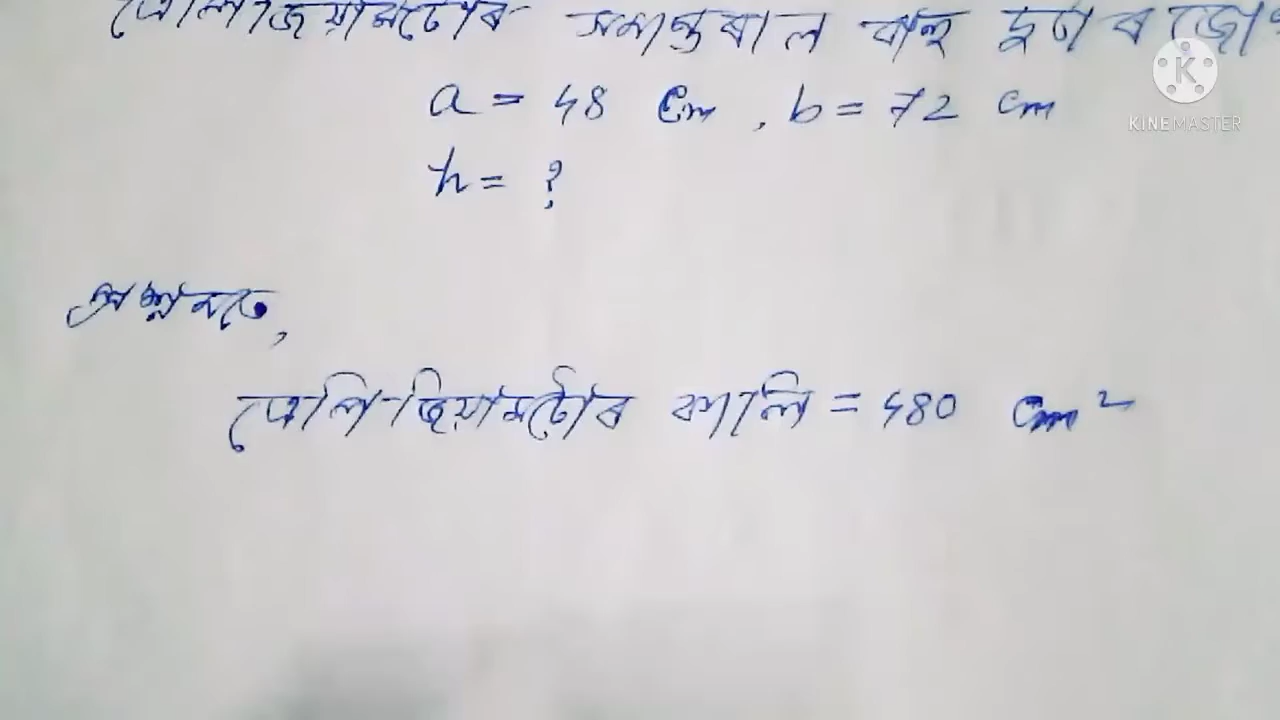 ট্ৰেপিজিয়ামটোৰ সমান্তৰাল বাহু দুটাৰ
a = 48 cm , b = 72 cm
KINEMASTER
h = ?
প্ৰশ্নমতে,
ট্ৰেপিজিয়ামটোৰ কালি = 480 cm²